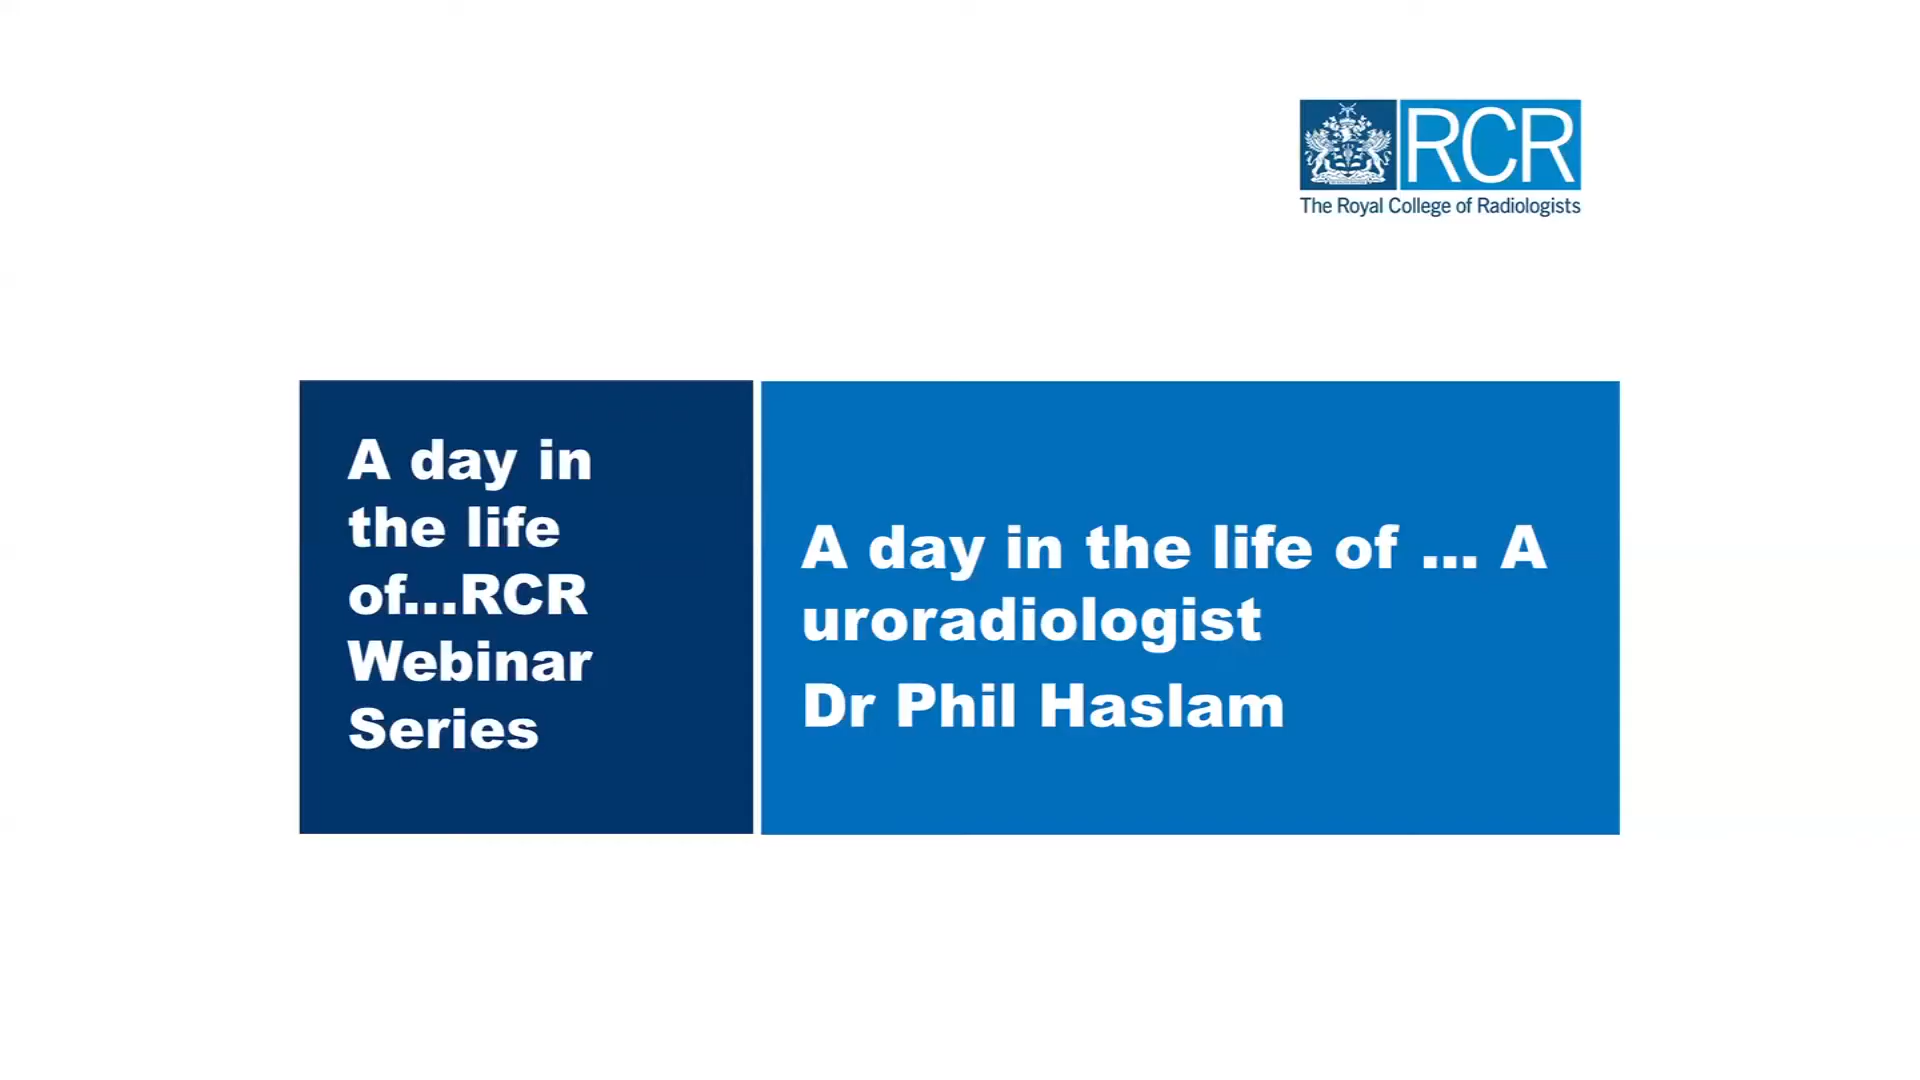 RCR
The Royal College of Radiologists
A day in
the life
of...RCR
Webinar
Series
A day in the life of ... A
uroradiologist
Dr Phil Haslam